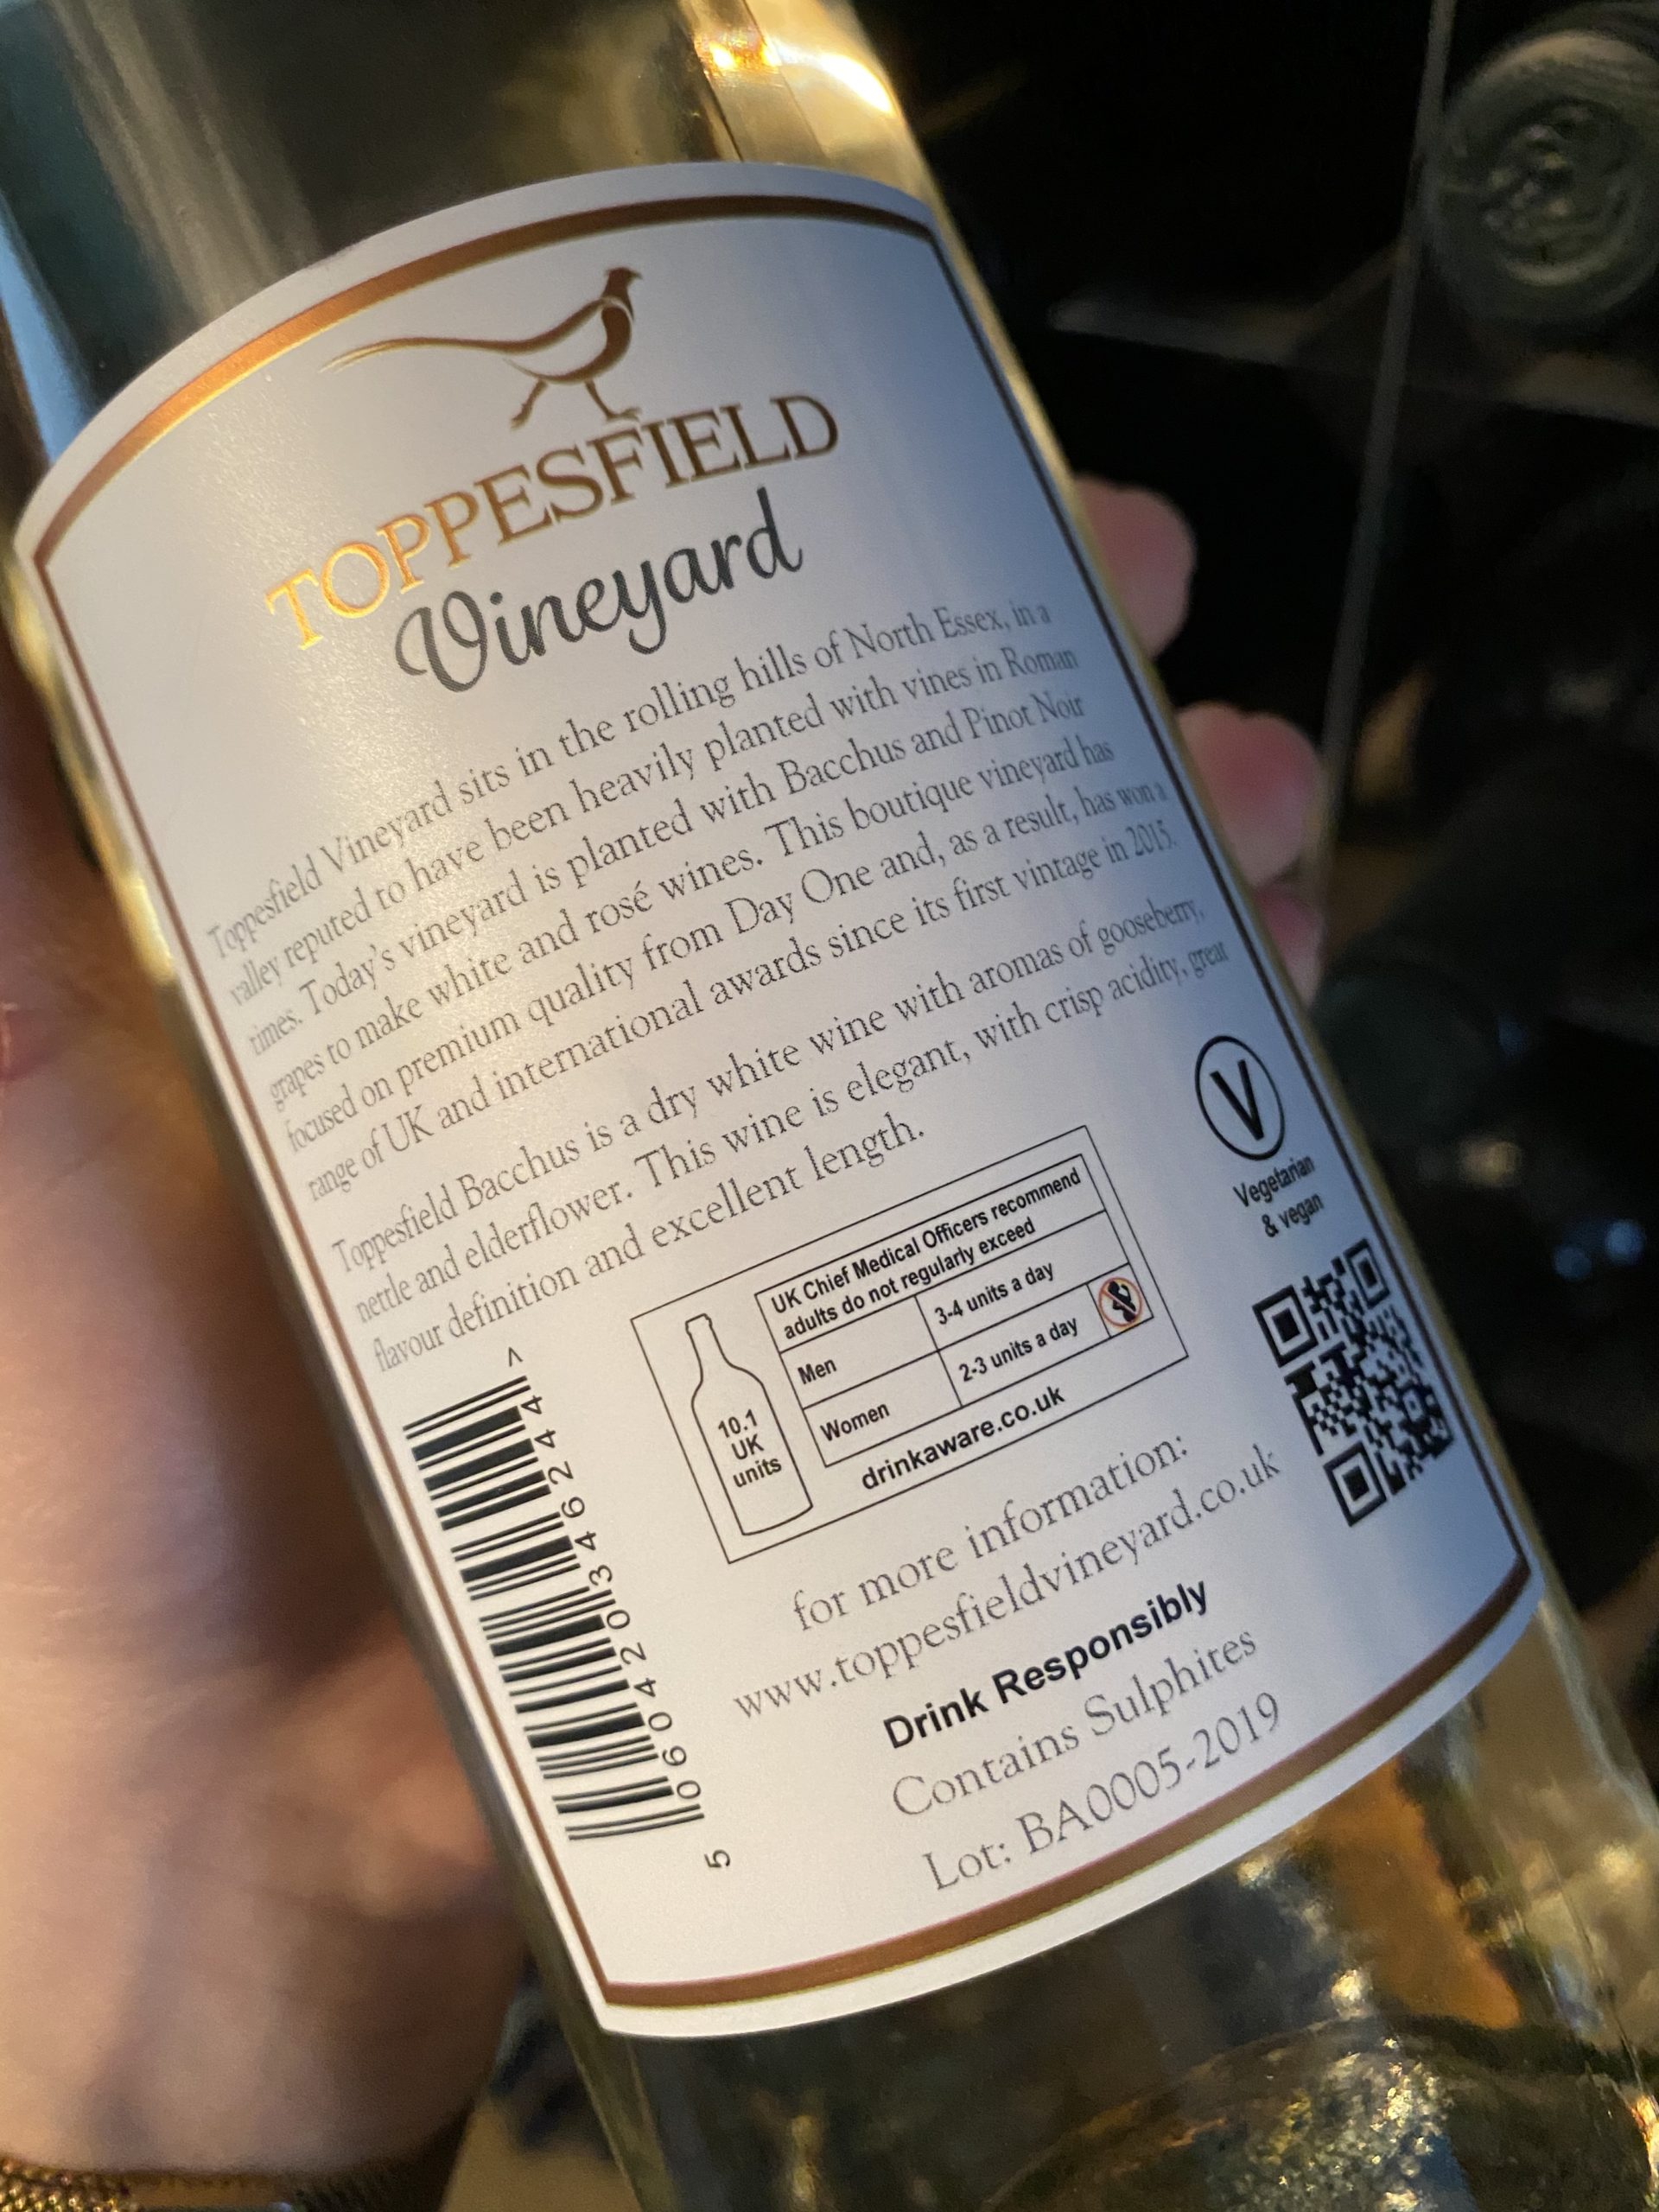 TOPPESFIELD
Vineyard
Toppesfield Vineyard sits in the rolling hills of North Essex, in a
valley reputed to have been heavily planted with vines in Roman
times. Today's vineyard is planted with Bacchus and Pinot Noir
grapes to make white and rosé wines. This boutique vineyard has
focused on premium quality from Day One and, as a result, has won a
range of UK and international awards since its first vintage in 2015.
Toppesfield Bacchus is a dry white wine with aromas of gooseberry,
nettle and elderflower. This wine is elegant, with crisp acidity, great
flavour definition and excellent length.
V
Vegetarian
& vegan
UK Chief Medical Officers recommend
adults do not regularly exceed
Men 3-4 units a day
Women 2-3 units a day
10.1
UK
units
drinkaware.co.uk
5 060420 346244 >
for more information:
www.toppesfieldvineyard.co.uk
Drink Responsibly
Contains Sulphites
Lot: BA0005-2019